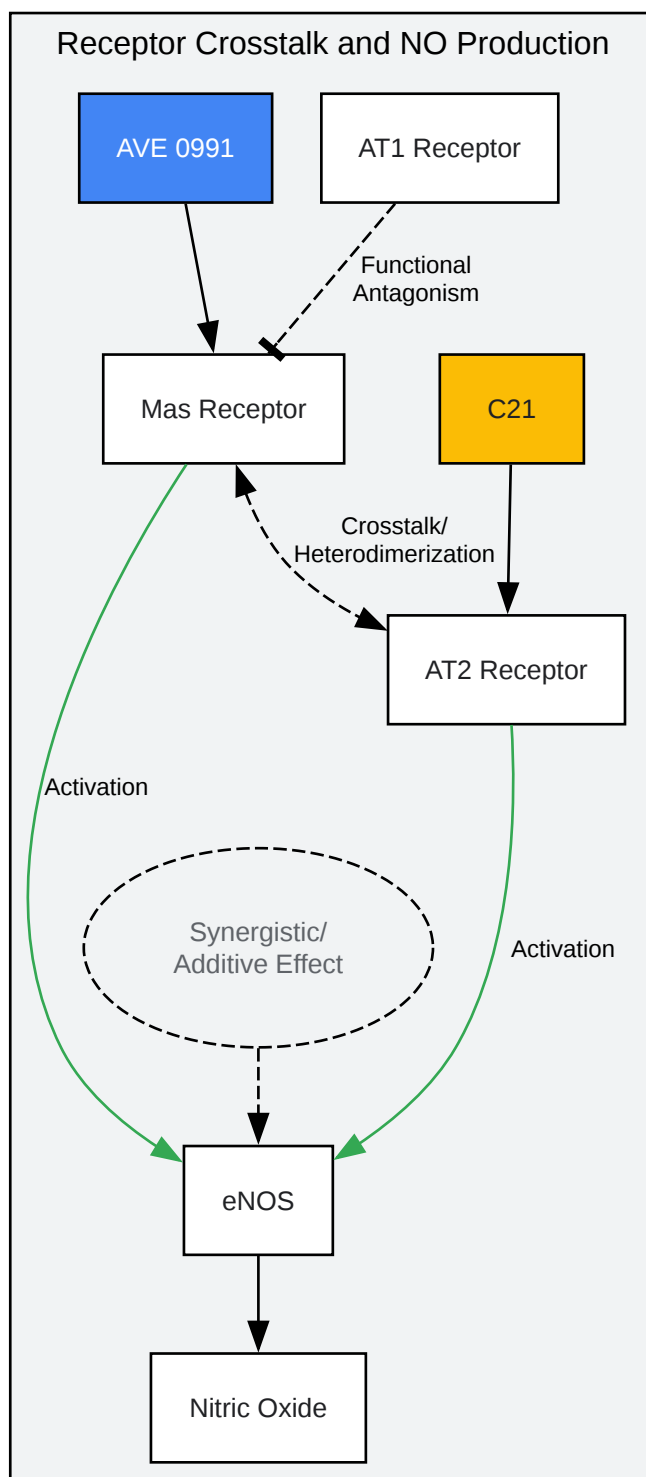 Receptor Crosstalk and NO Production
AVE 0991
AT1 Receptor
Functional
Antagonism
Mas Receptor
C21
Crosstalk/
Heterodimerization
AT2 Receptor
Activation
Synergistic/
Additive Effect
Activation
eNOS
Nitric Oxide